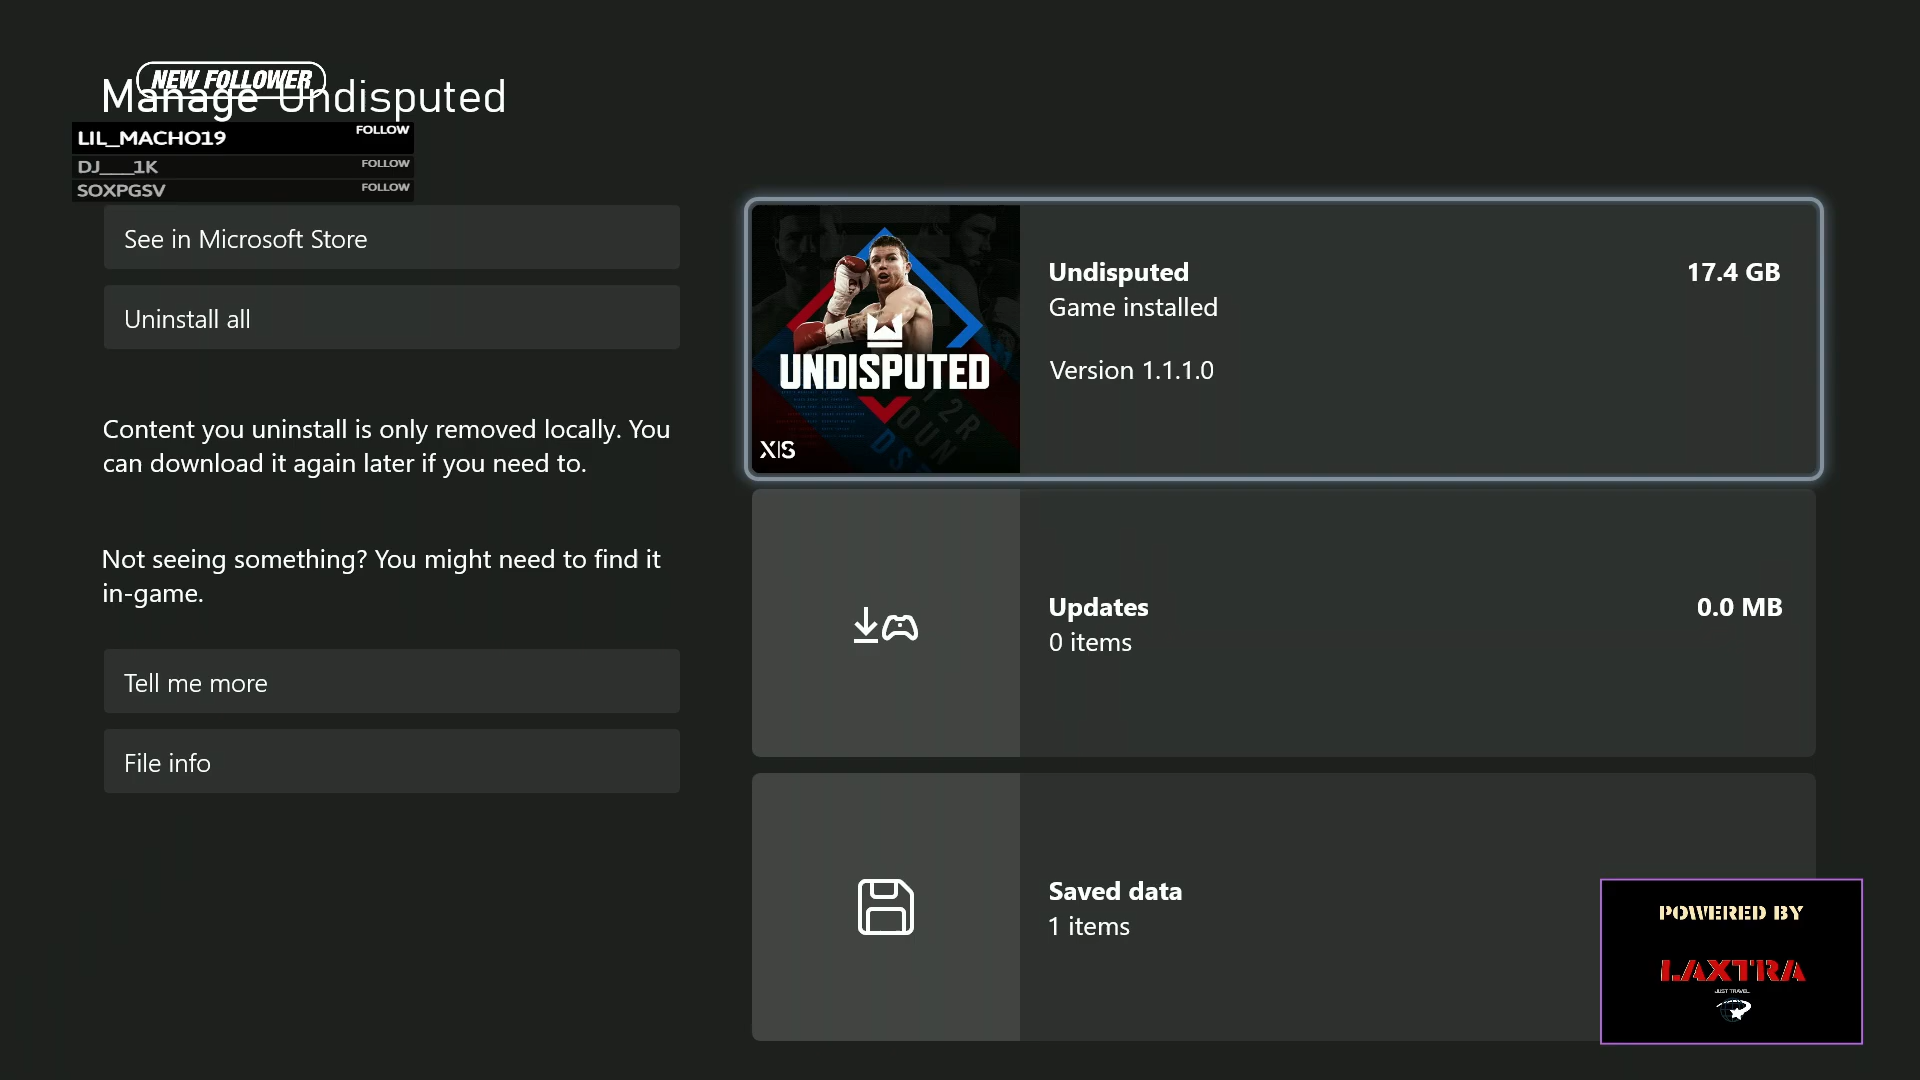 NEW FOLLOWER
Manage Undisputed
LIL_MACHO19 FOLLOW
DJ___1K FOLLOW
SOXPGSV FOLLOW
See in Microsoft Store
Uninstall all
Content you uninstall is only removed locally. You
can download it again later if you need to.
Not seeing something? You might need to find it
in-game.
Tell me more
File info
UNDISPUTED
X|S
Undisputed 17.4 GB
Game installed
Version 1.1.1.0
Updates 0.0 MB
0 items
Saved data
1 items
POWERED BY
LAXTRA
JUST TRAVEL